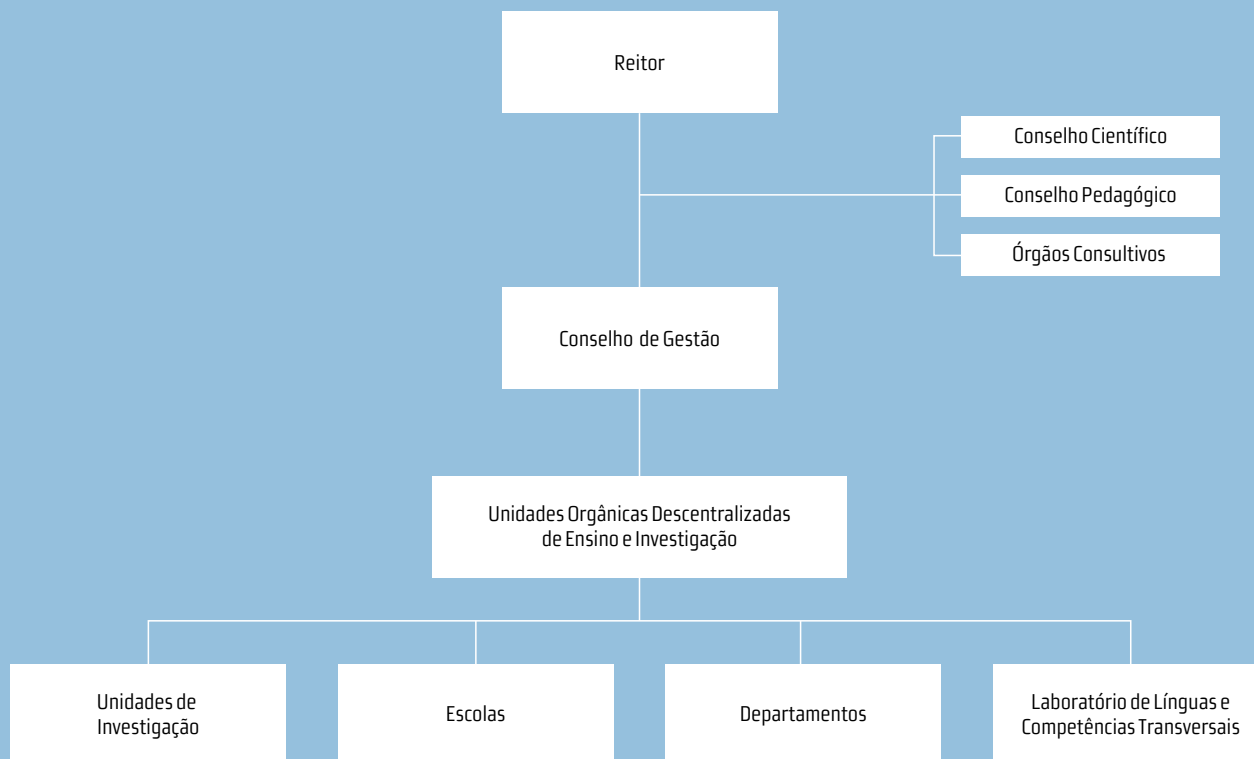 Reitor
Conselho Científico
Conselho Pedagógico
Órgãos Consultivos
Conselho de Gestão
Unidades Orgânicas Descentralizadas
de Ensino e Investigação
Unidades de
Investigação
Escolas
Departamentos
Laboratório de Línguas e
Competências Transversais